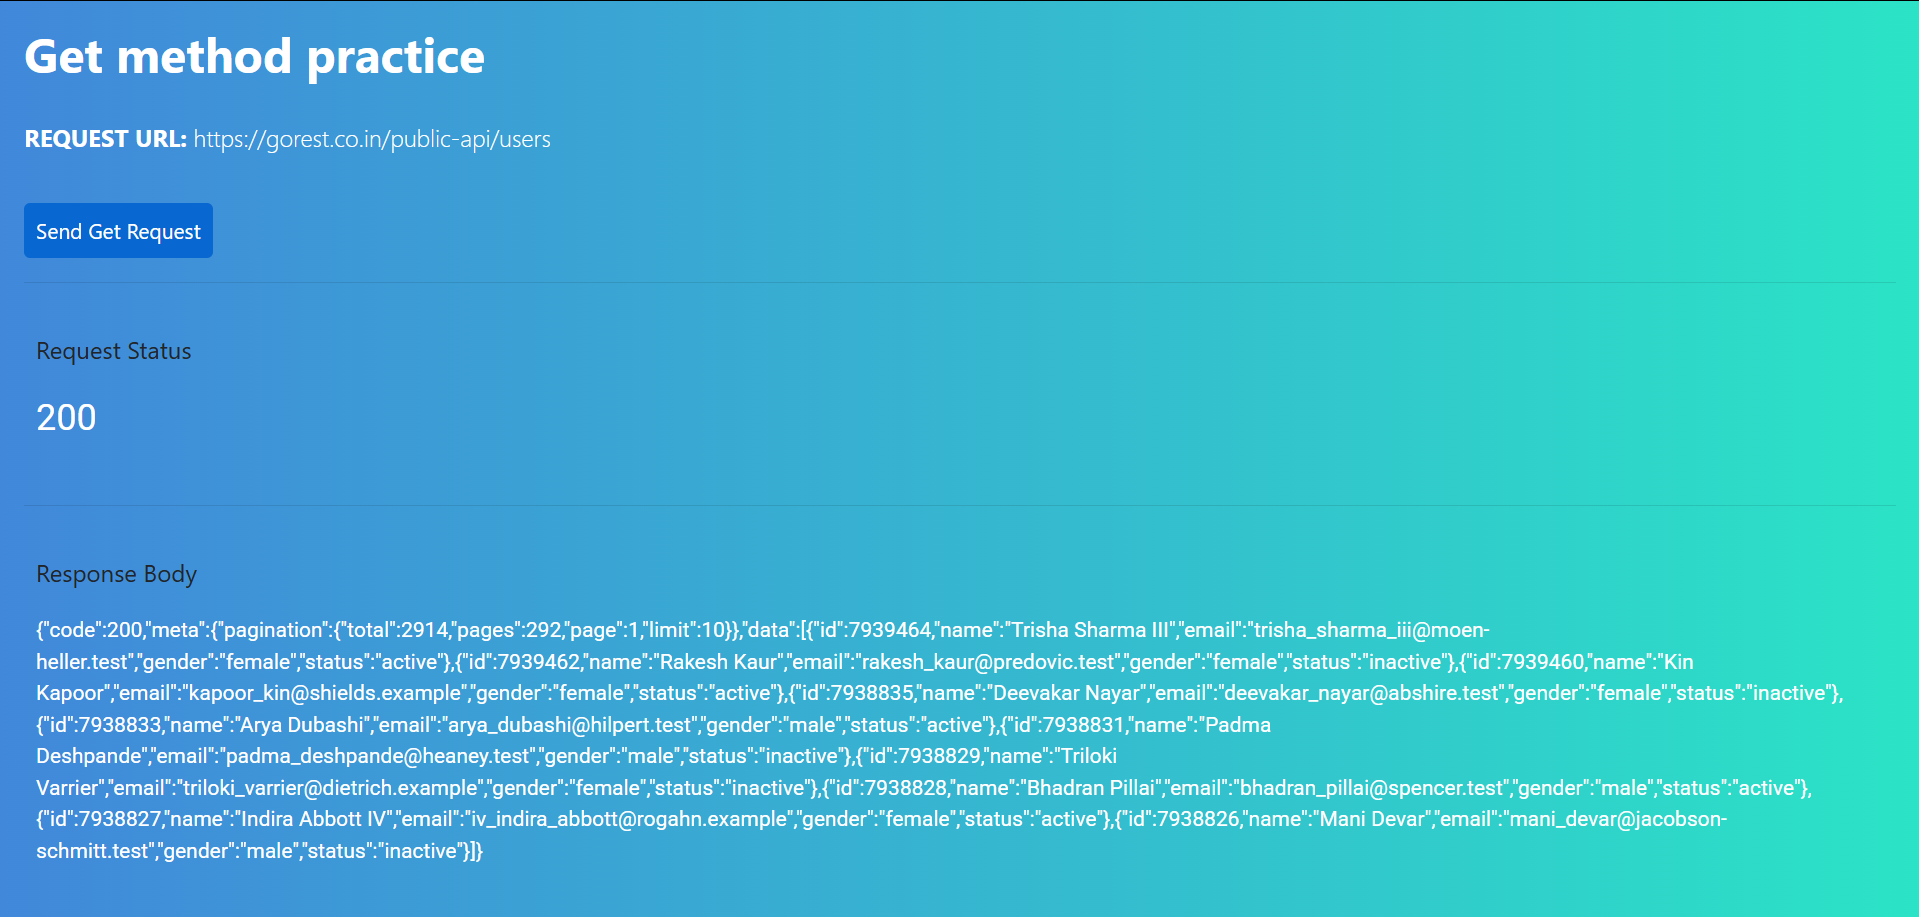 Get method practice
REQUEST URL: https://gorest.co.in/public-api/users
Send Get Request
Request Status
200
Response Body
{"code":200,"meta":{"pagination":{"total":2914,"pages":292,"page":1,"limit":10}},"data":[{"id":7939464,"name":"Trisha Sharma III","email":"trisha_sharma_iii@moen-
heller.test","gender":"female","status":"active"},{"id":7939462,"name":"Rakesh Kaur","email":"rakesh_kaur@predovic.test","gender":"female","status":"inactive"},{"id":7939460,"name":"Kin
Kapoor","email":"kapoor_kin@shields.example","gender":"female","status":"active"},{"id":7938835,"name":"Deevakar Nayar","email":"deevakar_nayar@abshire.test","gender":"female","status":"inactive"},
{"id":7938833,"name":"Arya Dubashi","email":"arya_dubashi@hilpert.test","gender":"male","status":"active"},{"id":7938831,"name":"Padma
Deshpande","email":"padma_deshpande@heaney.test","gender":"male","status":"inactive"},{"id":7938829,"name":"Triloki
Varrier","email":"triloki_varrier@dietrich.example","gender":"female","status":"inactive"},{"id":7938828,"name":"Bhadran Pillai","email":"bhadran_pillai@spencer.test","gender":"male","status":"active"},
{"id":7938827,"name":"Indira Abbott IV","email":"iv_indira_abbott@rogahn.example","gender":"female","status":"active"},{"id":7938826,"name":"Mani Devar","email":"mani_devar@jacobson-
schmitt.test","gender":"male","status":"inactive"}]}